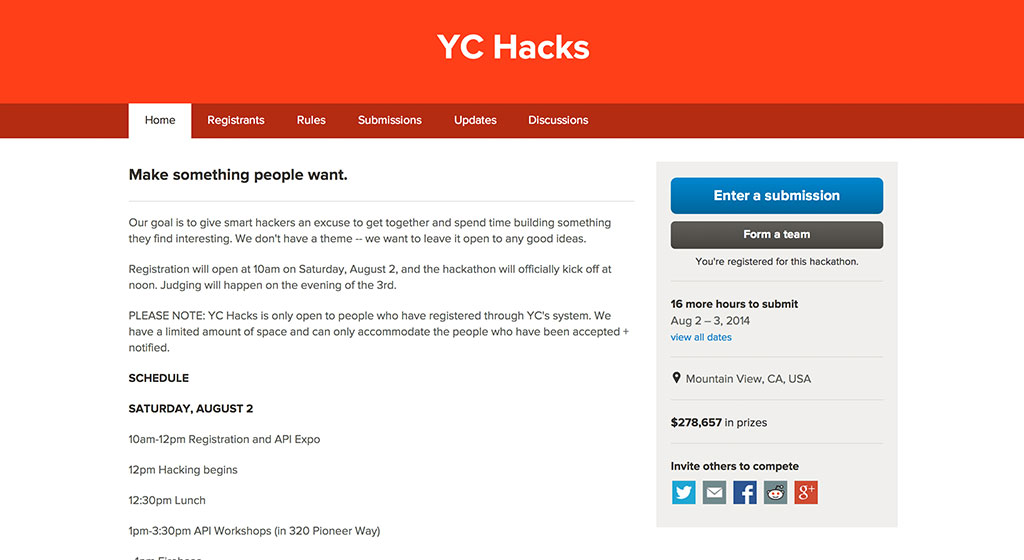 YC Hacks
Home Registrants Rules Submissions Updates Discussions
Make something people want.
Our goal is to give smart hackers an excuse to get together and spend time building something
they find interesting. We don't have a theme -- we want to leave it open to any good ideas.
Registration will open at 10am on Saturday, August 2, and the hackathon will officially kick off at
noon. Judging will happen on the evening of the 3rd.
PLEASE NOTE: YC Hacks is only open to people who have registered through YC's system. We
have a limited amount of space and can only accommodate the people who have been accepted +
notified.
SCHEDULE
SATURDAY, AUGUST 2
10am-12pm Registration and API Expo
12pm Hacking begins
12:30pm Lunch
1pm-3:30pm API Workshops (in 320 Pioneer Way)
Enter a submission
Form a team
You're registered for this hackathon.
16 more hours to submit
Aug 2 – 3, 2014
view all dates
Mountain View, CA, USA
$278,657 in prizes
Invite others to compete
g+